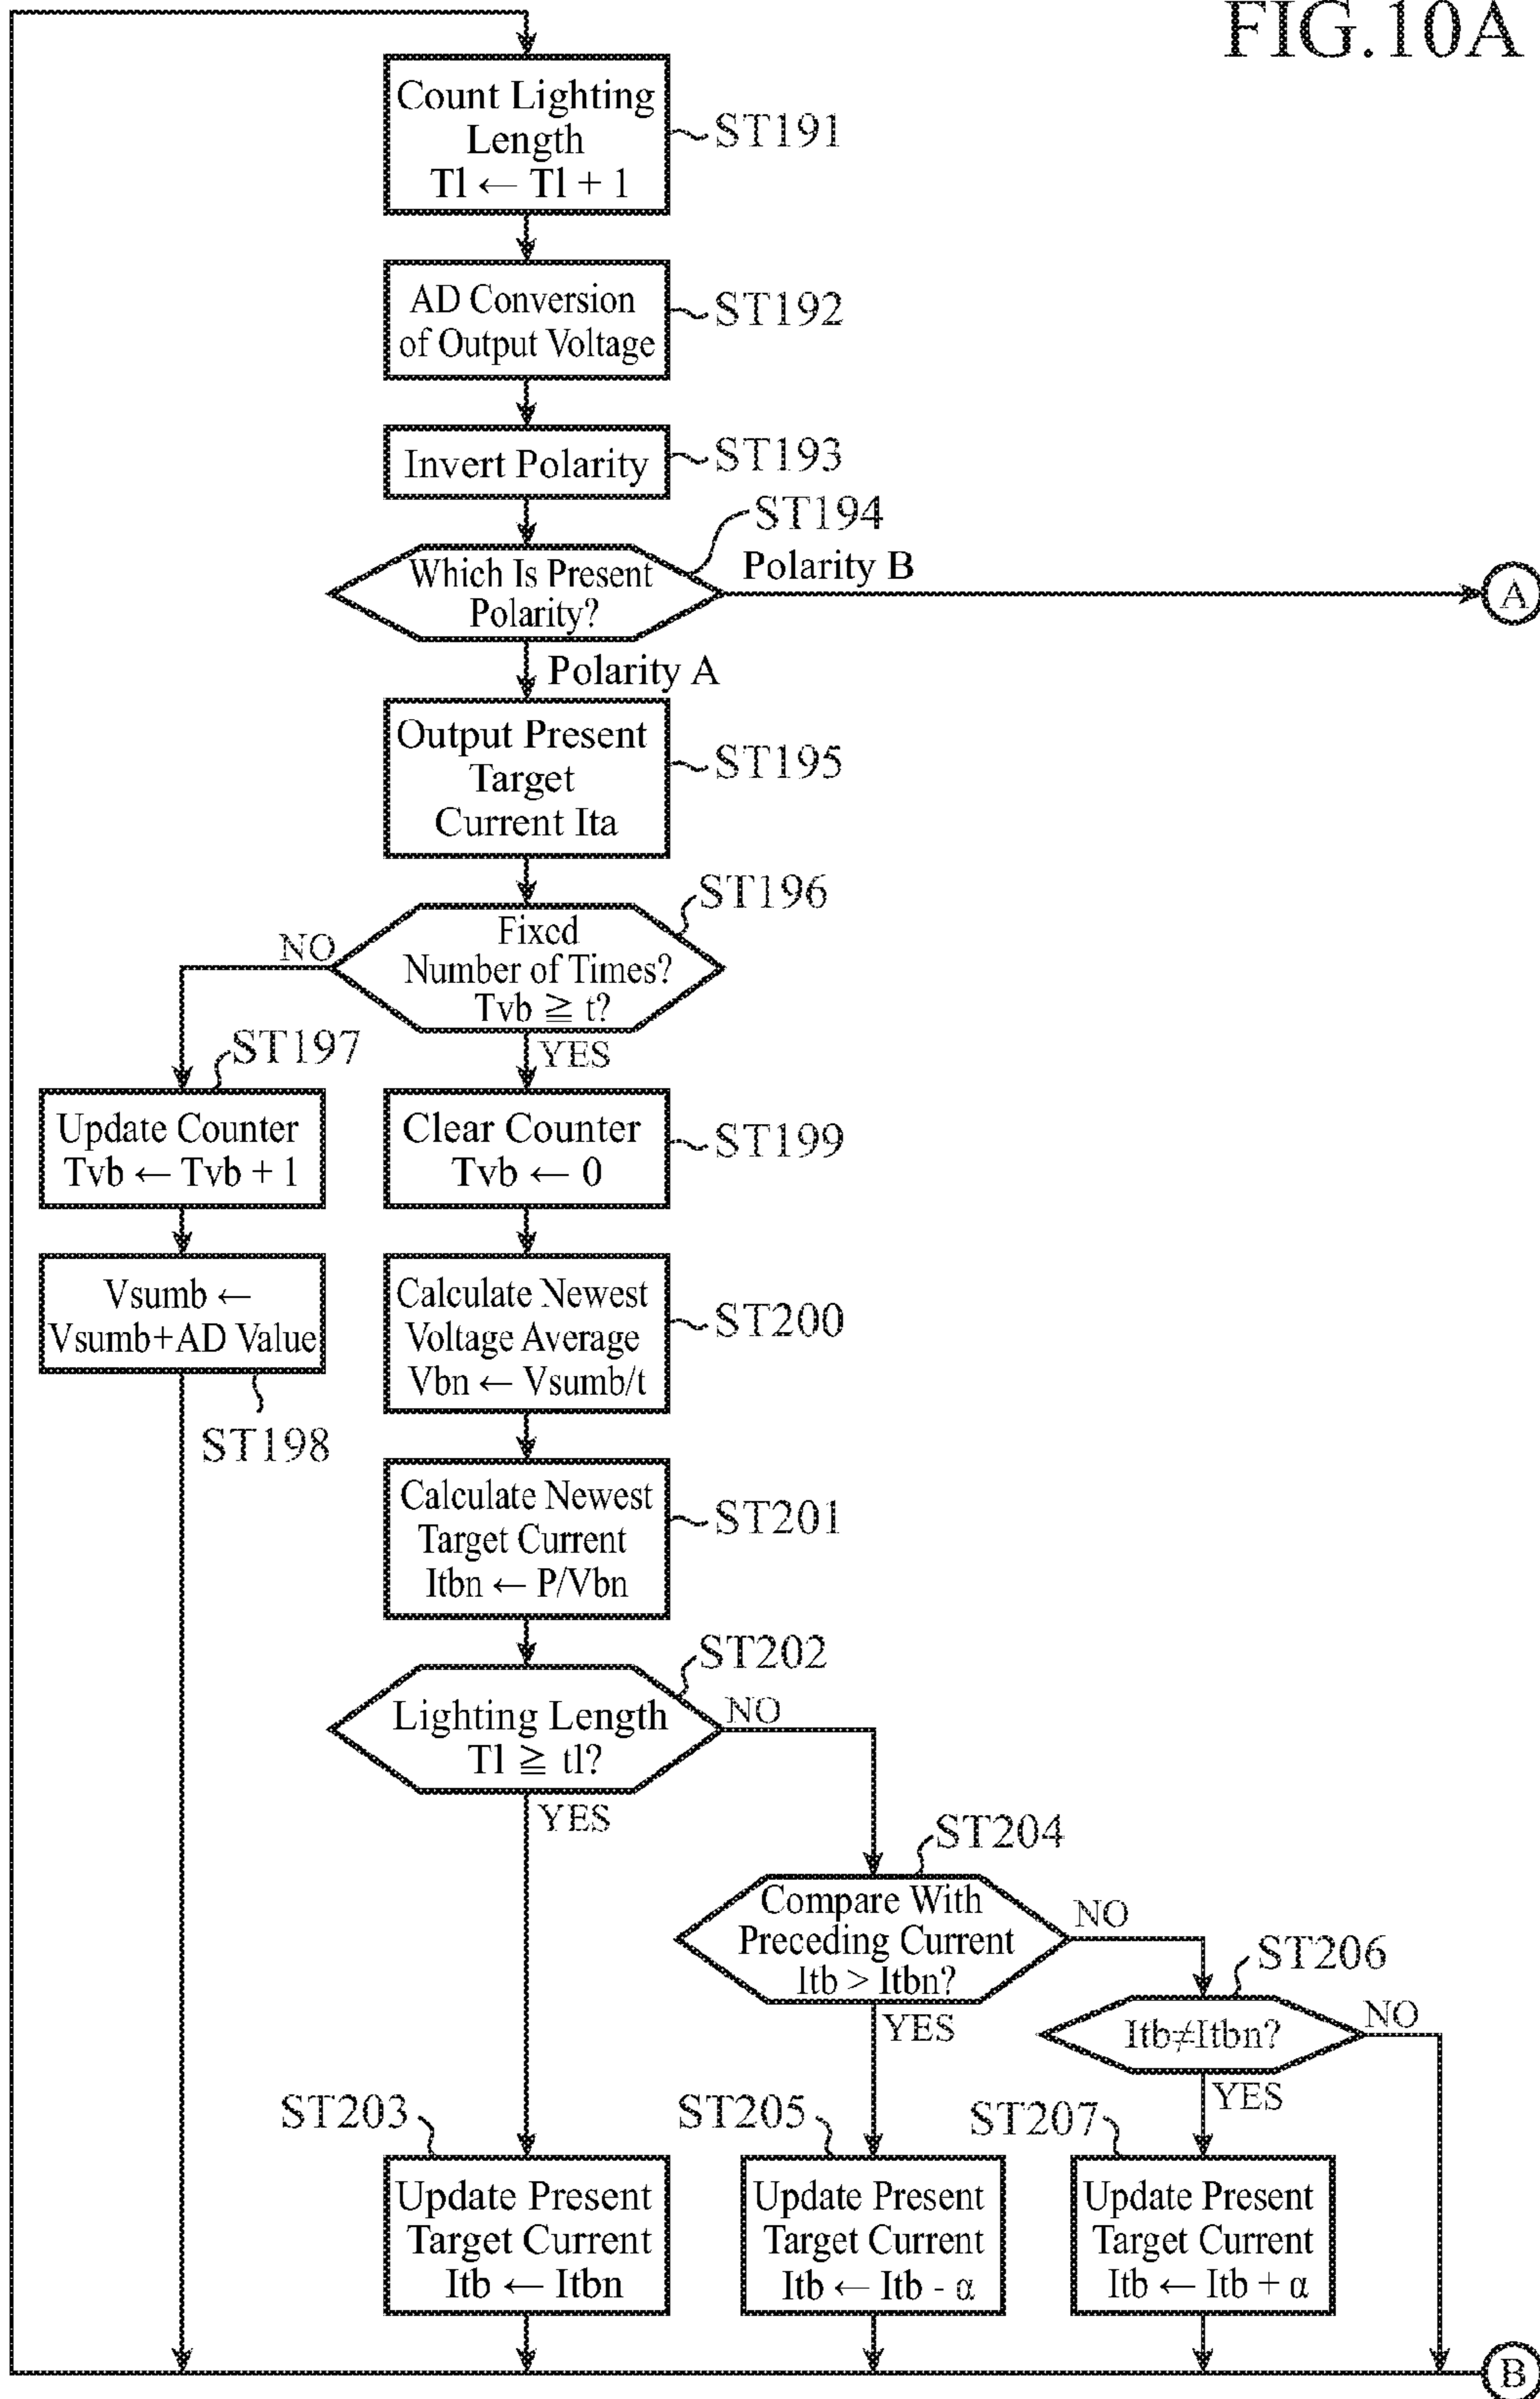 FIG.10A
Count Lighting
Length
Tl ← Tl + 1
ST191
AD Conversion
of Output Voltage
ST192
Invert Polarity
ST193
ST194
Which Is Present
Polarity?
Polarity B
A
Polarity A
Output Present
Target
Current Ita
ST195
ST196
Fixed
Number of Times?
Tvb ≧ t?
NO
YES
ST197
Update Counter
Tvb ← Tvb + 1
Clear Counter
Tvb ← 0
ST199
Vsumb ←
Vsumb+AD Value
ST198
Calculate Newest
Voltage Average
Vbn ← Vsumb/t
ST200
Calculate Newest
Target Current
Itbn ← P/Vbn
ST201
ST202
Lighting Length
Tl ≧ tl?
NO
YES
ST204
Compare With
Preceding Current
Itb > Itbn?
NO
YES
ST206
Itb≠Itbn?
NO
YES
ST203
Update Present
Target Current
Itb ← Itbn
ST205
Update Present
Target Current
Itb ← Itb - α
ST207
Update Present
Target Current
Itb ← Itb + α
B